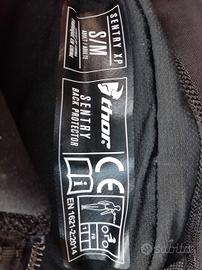 SENTRY XP
S/M
thor.
SENTRY
BACK PROTECTOR
CE
i
EN 1621-2:2014
subito